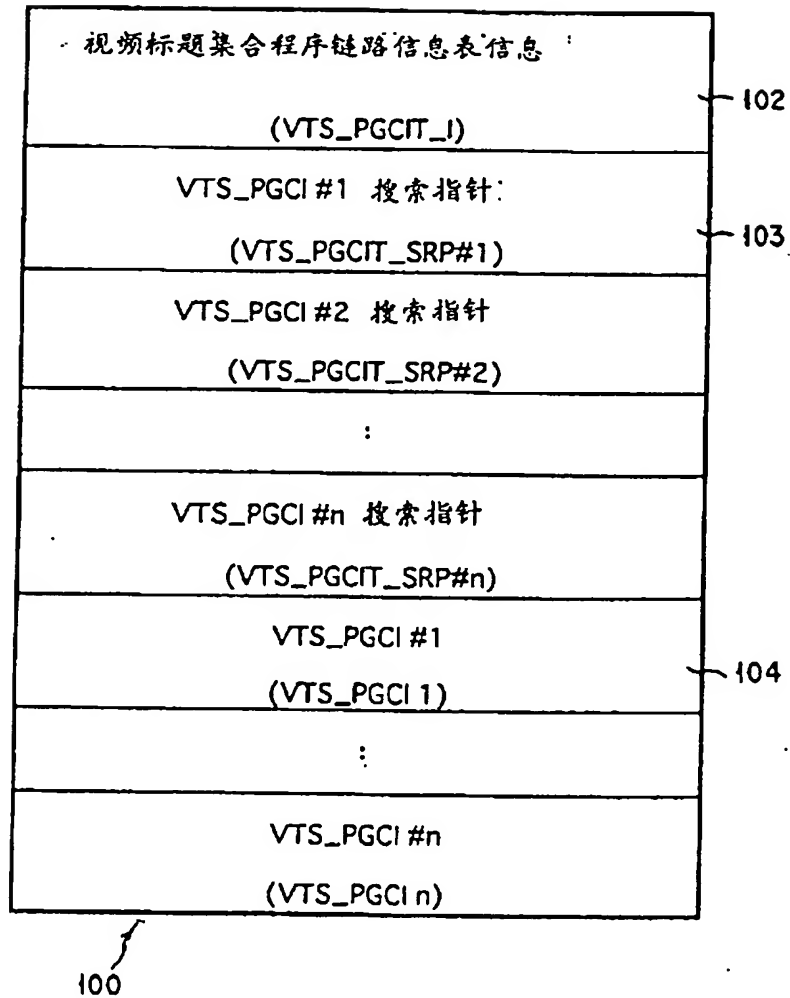 视频标题集合程序链路信息表信息
(VTS_PGCIT_I)
102
VTS_PGCI #1 搜索指针
(VTS_PGCIT_SRP#1)
103
VTS_PGCI #2 搜索指针
(VTS_PGCIT_SRP#2)
:
VTS_PGCI #n 搜索指针
(VTS_PGCIT_SRP#n)
VTS_PGCI #1
(VTS_PGCI 1)
104
:
VTS_PGCI #n
(VTS_PGCI n)
100